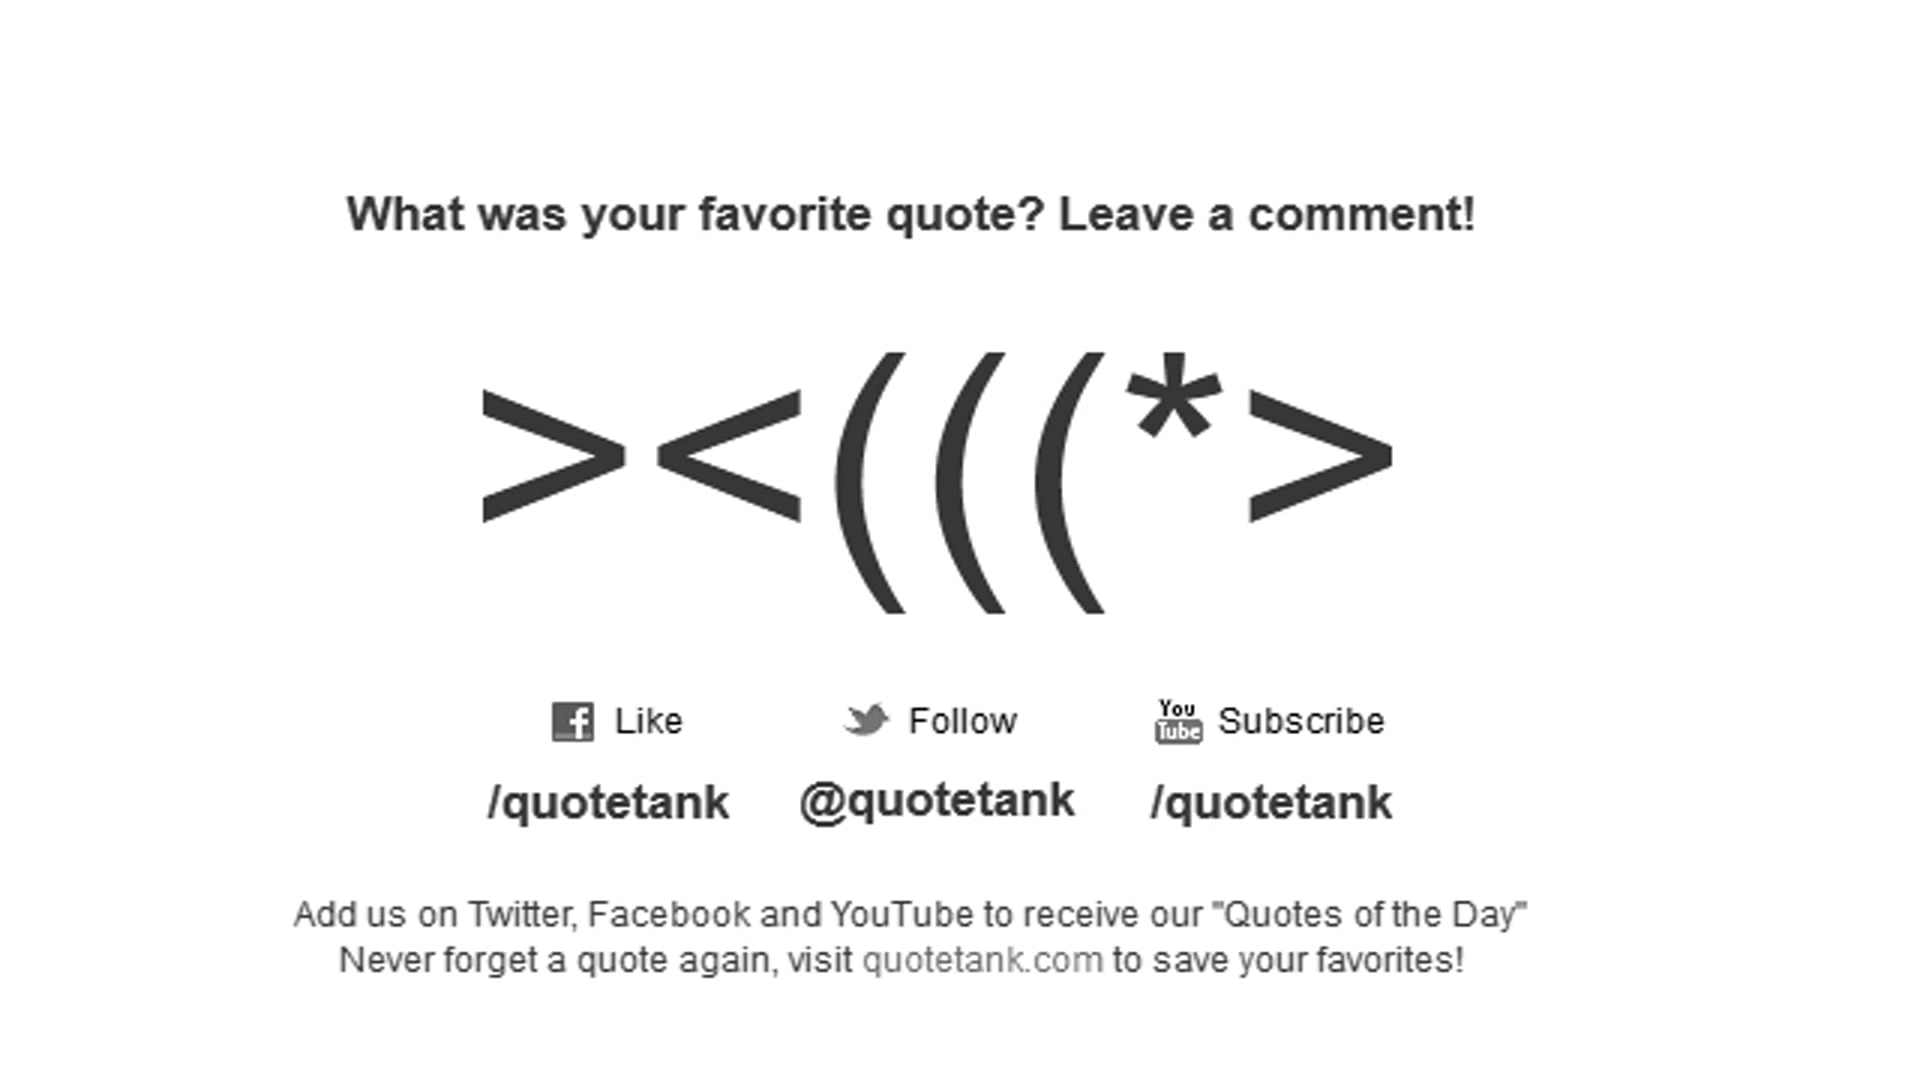 What was your favorite quote? Leave a comment!
><(((*>
f Like Follow You Tube Subscribe
/quotetank @quotetank /quotetank
Add us on Twitter, Facebook and YouTube to receive our "Quotes of the Day"
Never forget a quote again, visit quotetank.com to save your favorites!